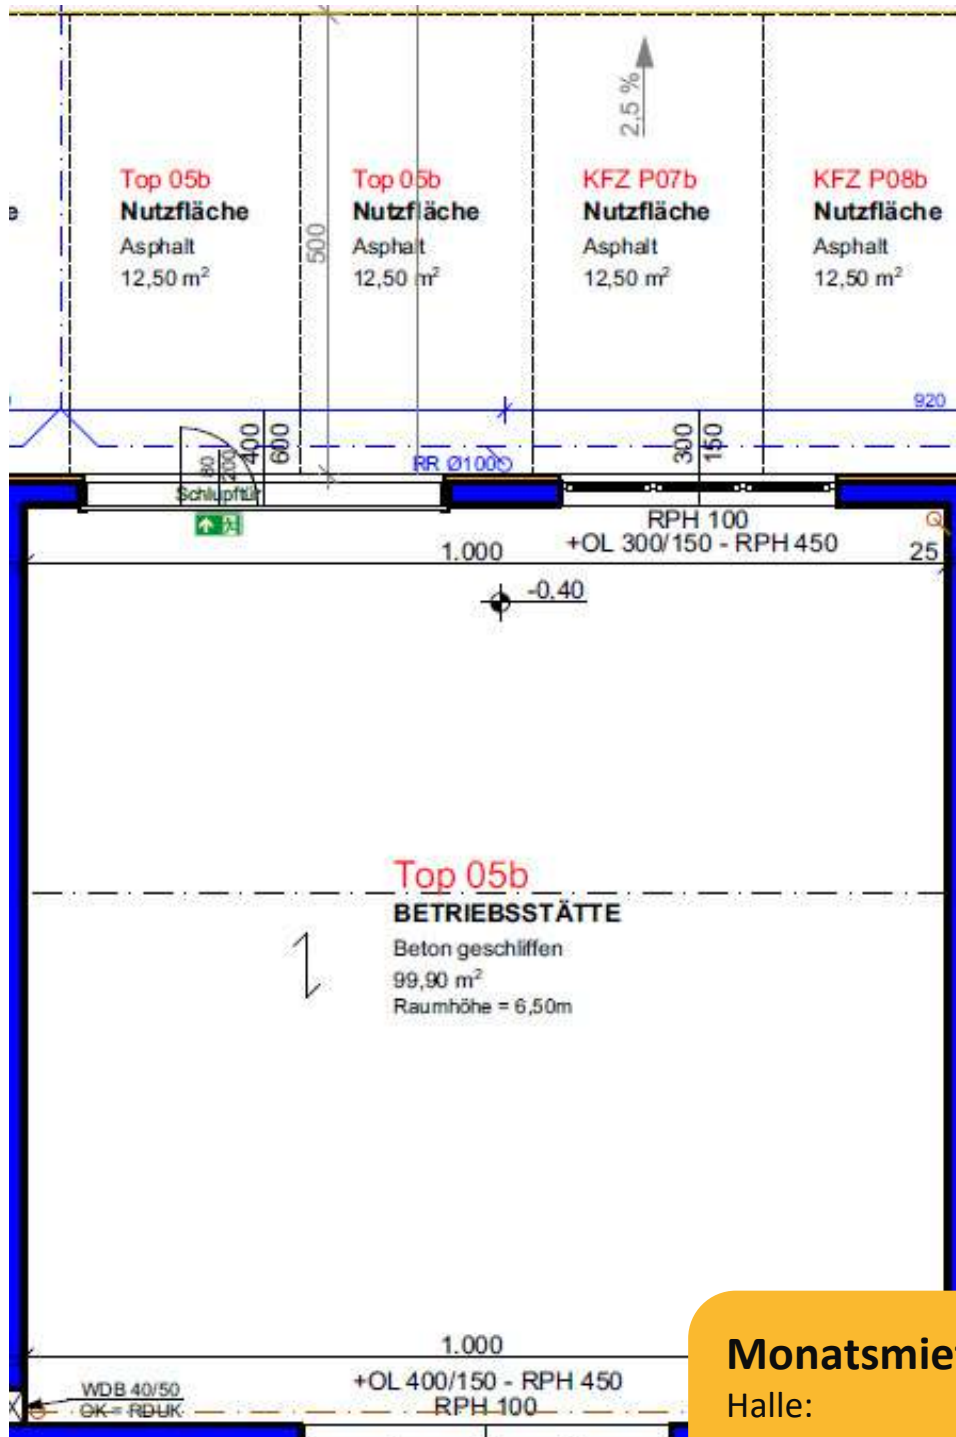 2,5 %
Top 05b
Nutzfläche
Asphalt
12,50 m²
Top 05b
Nutzfläche
Asphalt
12,50 m²
KFZ P07b
Nutzfläche
Asphalt
12,50 m²
KFZ P08b
Nutzfläche
Asphalt
12,50 m²
500
920
400
600
80
200
RR Ø100
300
150
Schlupftür
RPH 100
+OL 300/150 - RPH 450
1.000
25
-0,40
Top 05b
BETRIEBSSTÄTTE
Beton geschliffen
99,90 m²
Raumhöhe = 6,50m
1.000
+OL 400/150 - RPH 450
RPH 100
WDB 40/50
OK = RDUK
Monatsmiet
Halle: